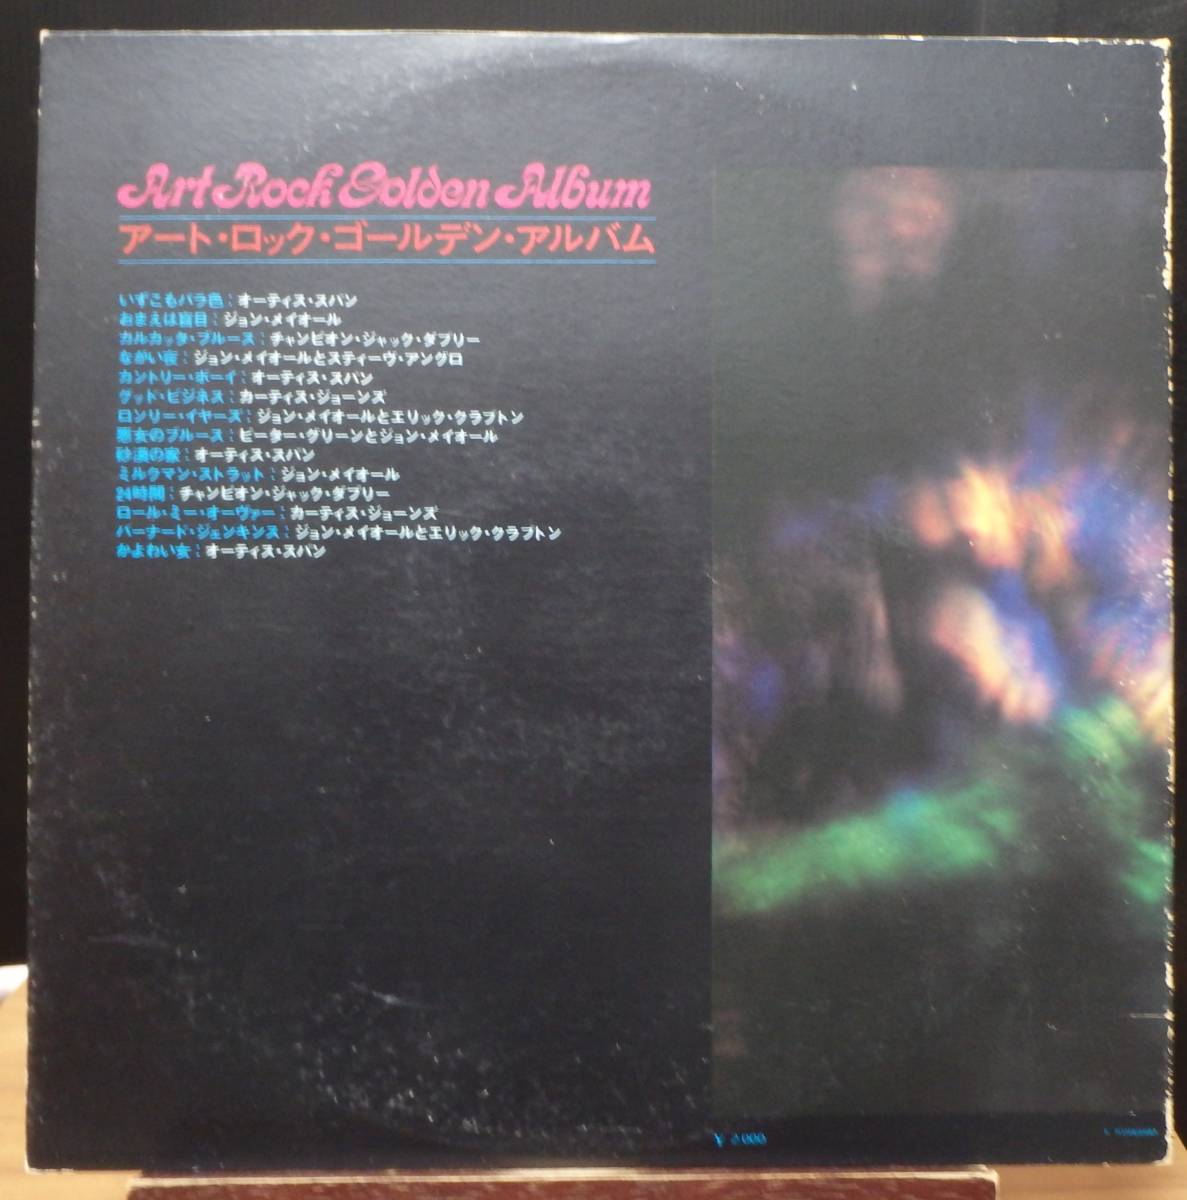 Art Rock Golden Album
アート・ロック・ゴールデン・アルバム
いずこもバラ色：オーティス・スパン
おまえは盲目：ジョン・メイオール
カルカッタ・ブルース：チャンピオン・ジャック・ダプリー
ながい夜：ジョン・メイオールとスティーヴ・アングロ
カントリー・ボーイ：オーティス・スパン
グッド・ビジネス：カーティス・ジョーンズ
ロンリー・イヤーズ：ジョン・メイオールとエリック・クラプトン
悪女のブルース：ピーター・グリーンとジョン・メイオール
砂漠の家：オーティス・スパン
ミルクマン・ストラット：ジョン・メイオール
24時間：チャンピオン・ジャック・ダプリー
ロール・ミー・オーヴァー：カーティス・ジョーンズ
バーナード・ジェンキンス：ジョン・メイオールとエリック・クラプトン
かよわい女：オーティス・スパン
￥2000